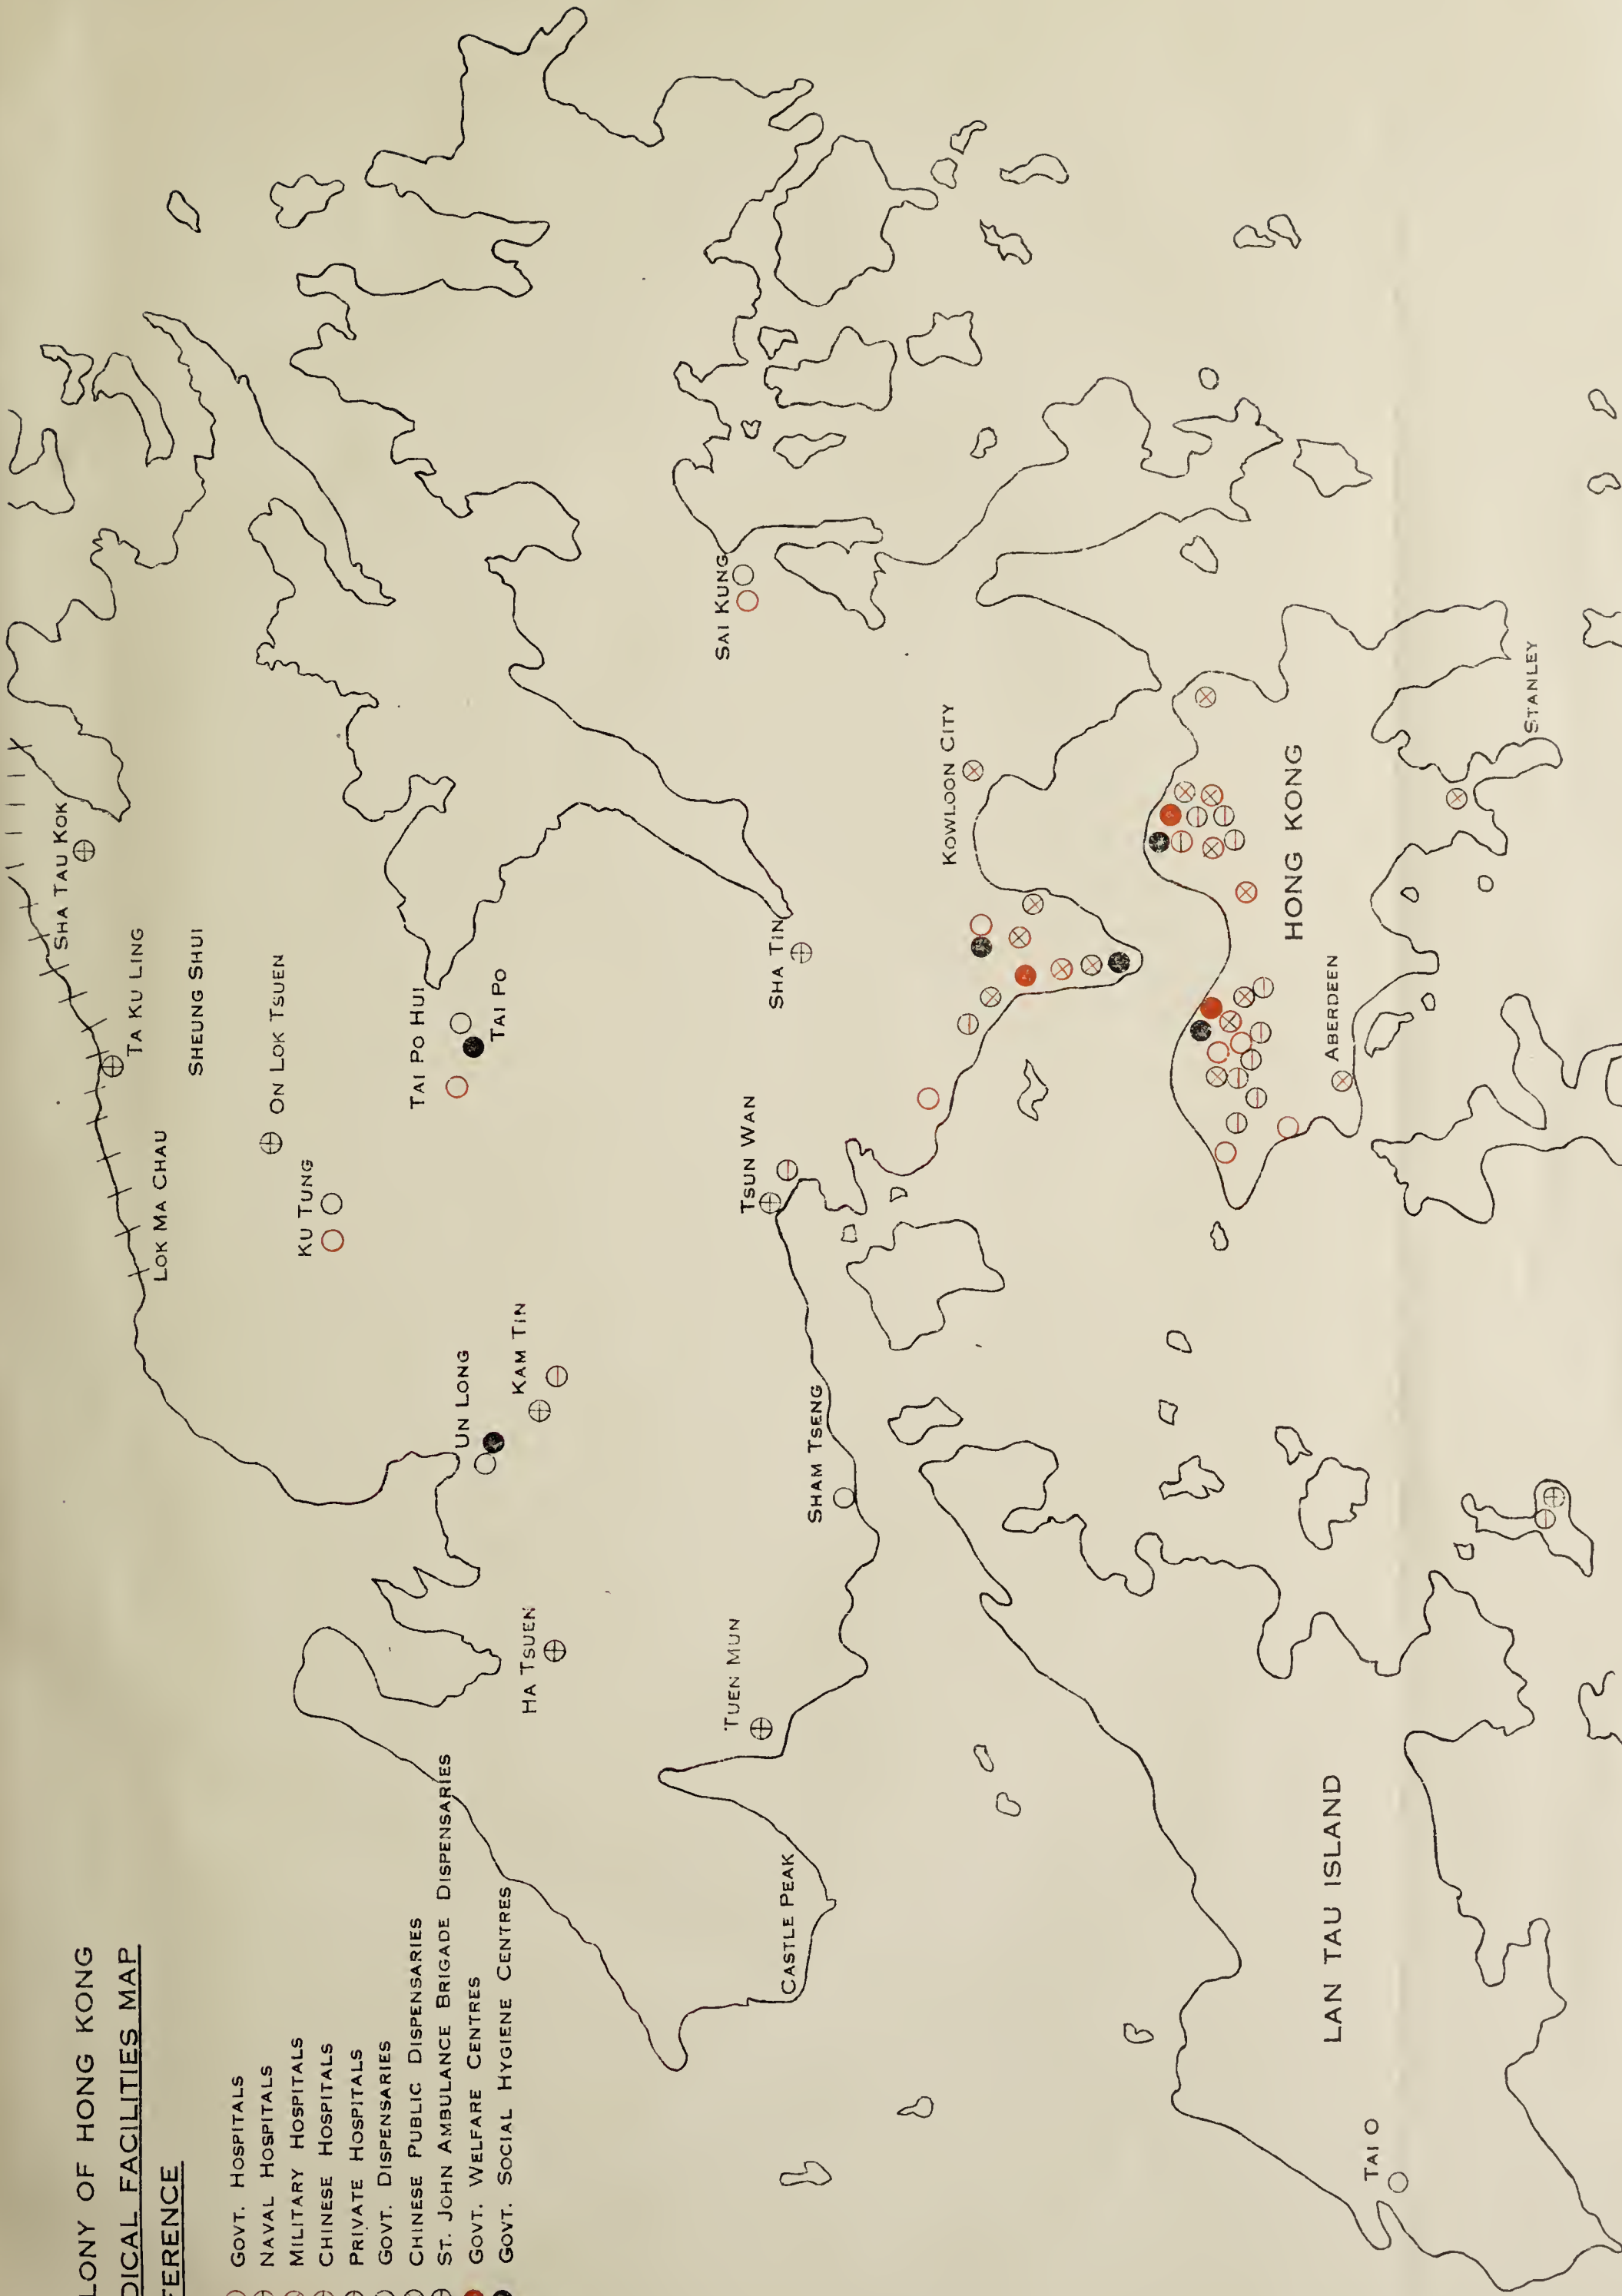 LONY OF HONG KONG
DICAL FACILITIES MAP
FERENCE
GOVT. HOSPITALS
NAVAL HOSPITALS
MILITARY HOSPITALS
CHINESE HOSPITALS
PRIVATE HOSPITALS
GOVT. DISPENSARIES
CHINESE PUBLIC DISPENSARIES
ST. JOHN AMBULANCE BRIGADE DISPENSARIES
GOVT. WELFARE CENTRES
GOVT. SOCIAL HYGIENE CENTRES
SHA TAU KOK
TA KU LING
LOK MA CHAU
SHEUNG SHUI
ON LOK TSUEN
KU TUNG
TAI PO HUI
TAI PO
UN LONG
KAM TIN
HA TSUEN
SAI KUNG
TUEN MUN
TSUN WAN
SHA TIN
CASTLE PEAK
SHAM TSENG
KOWLOON CITY
HONG KONG
ABERDEEN
LAN TAU ISLAND
TAI O
STANLEY